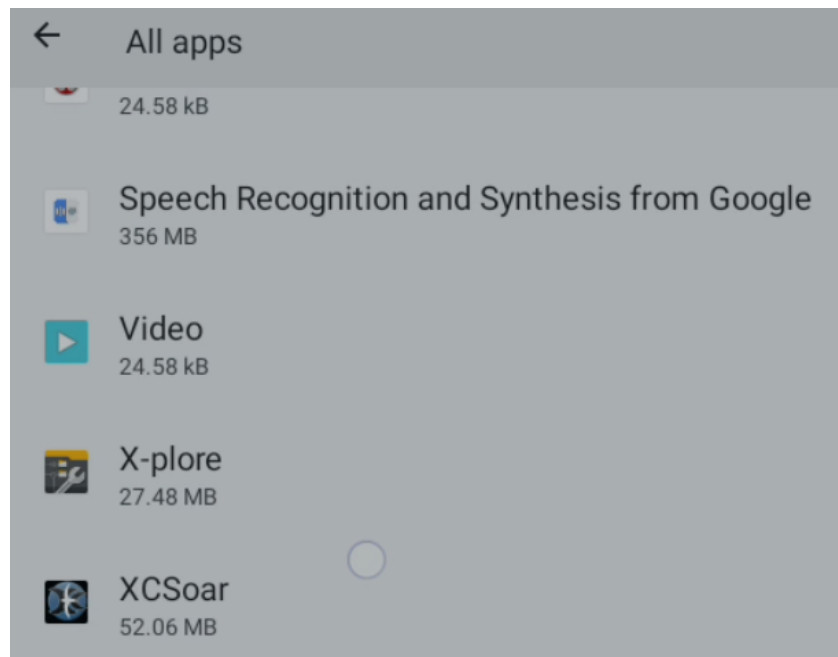 All apps
24.58 kB
Speech Recognition and Synthesis from Google
356 MB
Video
24.58 kB
X-plore
27.48 MB
XCSoar
52.06 MB